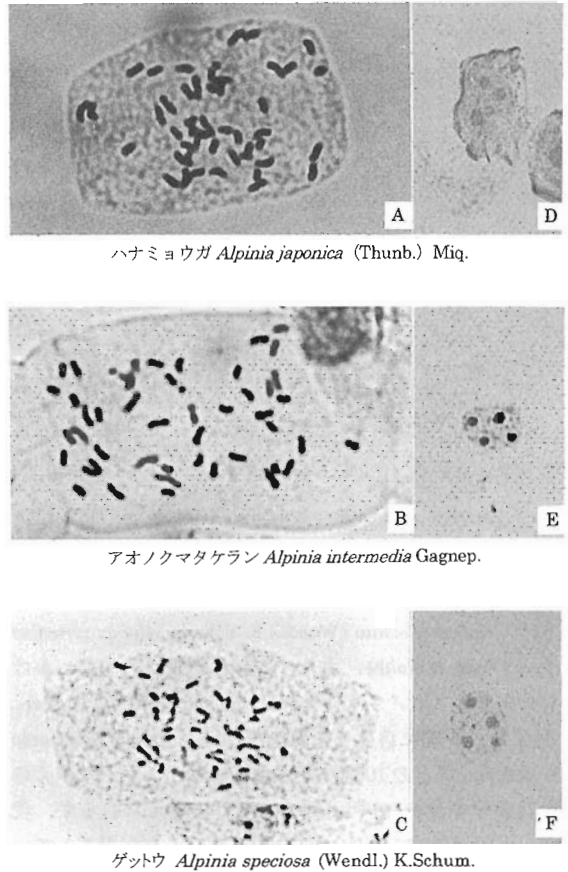 A
D
ハナミョウガ Alpinia japonica (Thunb.) Miq.
B
E
アオノクマタケラン Alpinia intermedia Gagnep.
C
F
ゲットウ Alpinia speciosa (Wendl.) K.Schum.